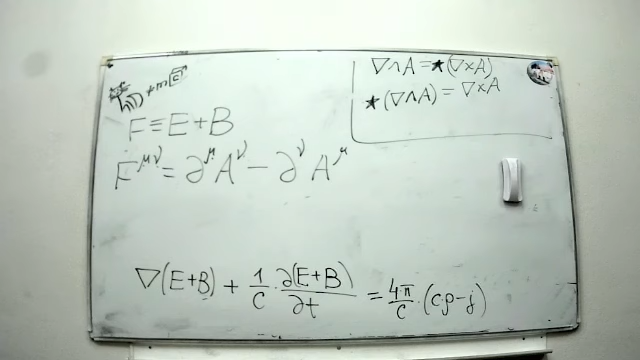 F≡E+B
F^μν = ∂^μ A^ν − ∂^ν A^μ
∇∧A=★(∇×A)
★(∇∧A)=∇×A
∇(E+B) + 1/c · ∂(E+B)/∂t = 4π/c · (cρ−j)